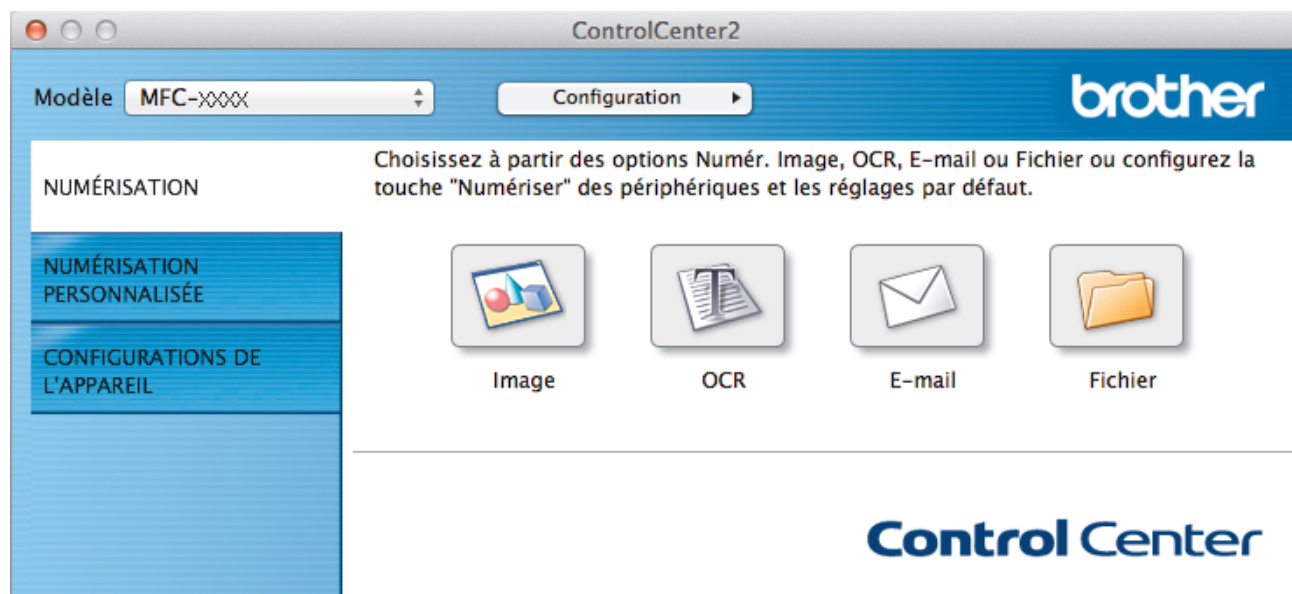 ControlCenter2
Modèle MFC-XXXX Configuration
brother
NUMÉRISATION
NUMÉRISATION
PERSONNALISÉE
CONFIGURATIONS DE
L'APPAREIL
Choisissez à partir des options Numér. Image, OCR, E-mail ou Fichier ou configurez la
touche "Numériser" des périphériques et les réglages par défaut.
Image OCR E-mail Fichier
Control Center